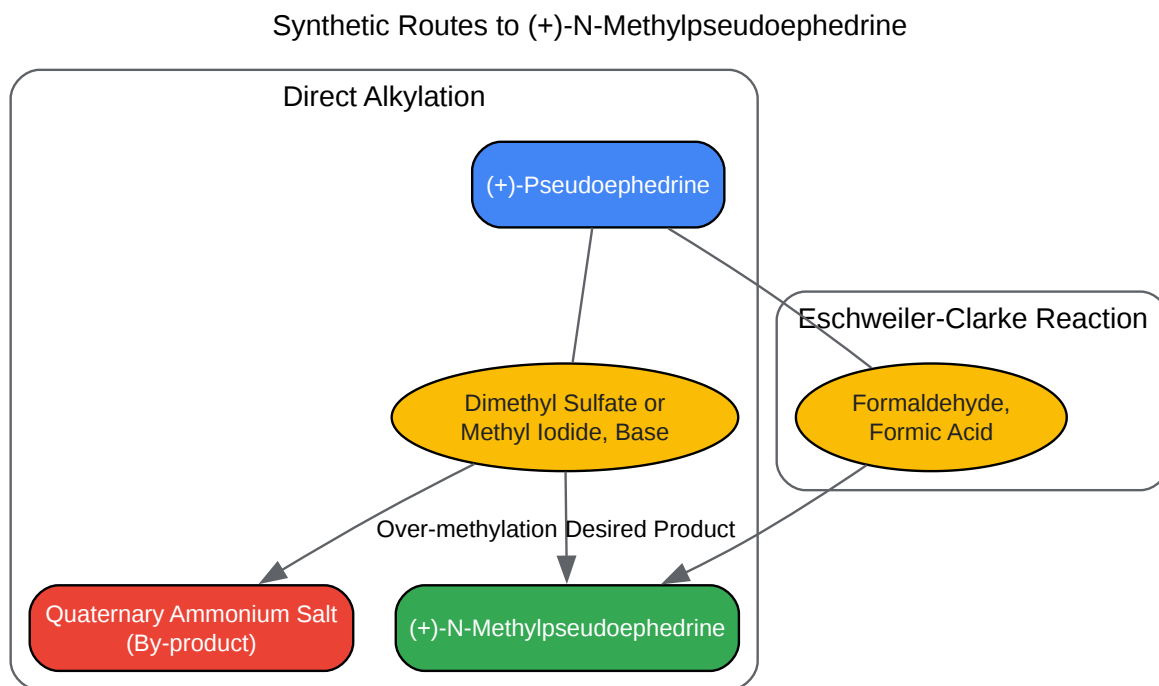 Synthetic Routes to (+)-N-Methylpseudoephedrine
Direct Alkylation
(+)-Pseudoephedrine
Eschweiler-Clarke Reaction
Dimethyl Sulfate or
Methyl Iodide, Base
Formaldehyde,
Formic Acid
Over-methylation
Desired Product
Quaternary Ammonium Salt
(By-product)
(+)-N-Methylpseudoephedrine